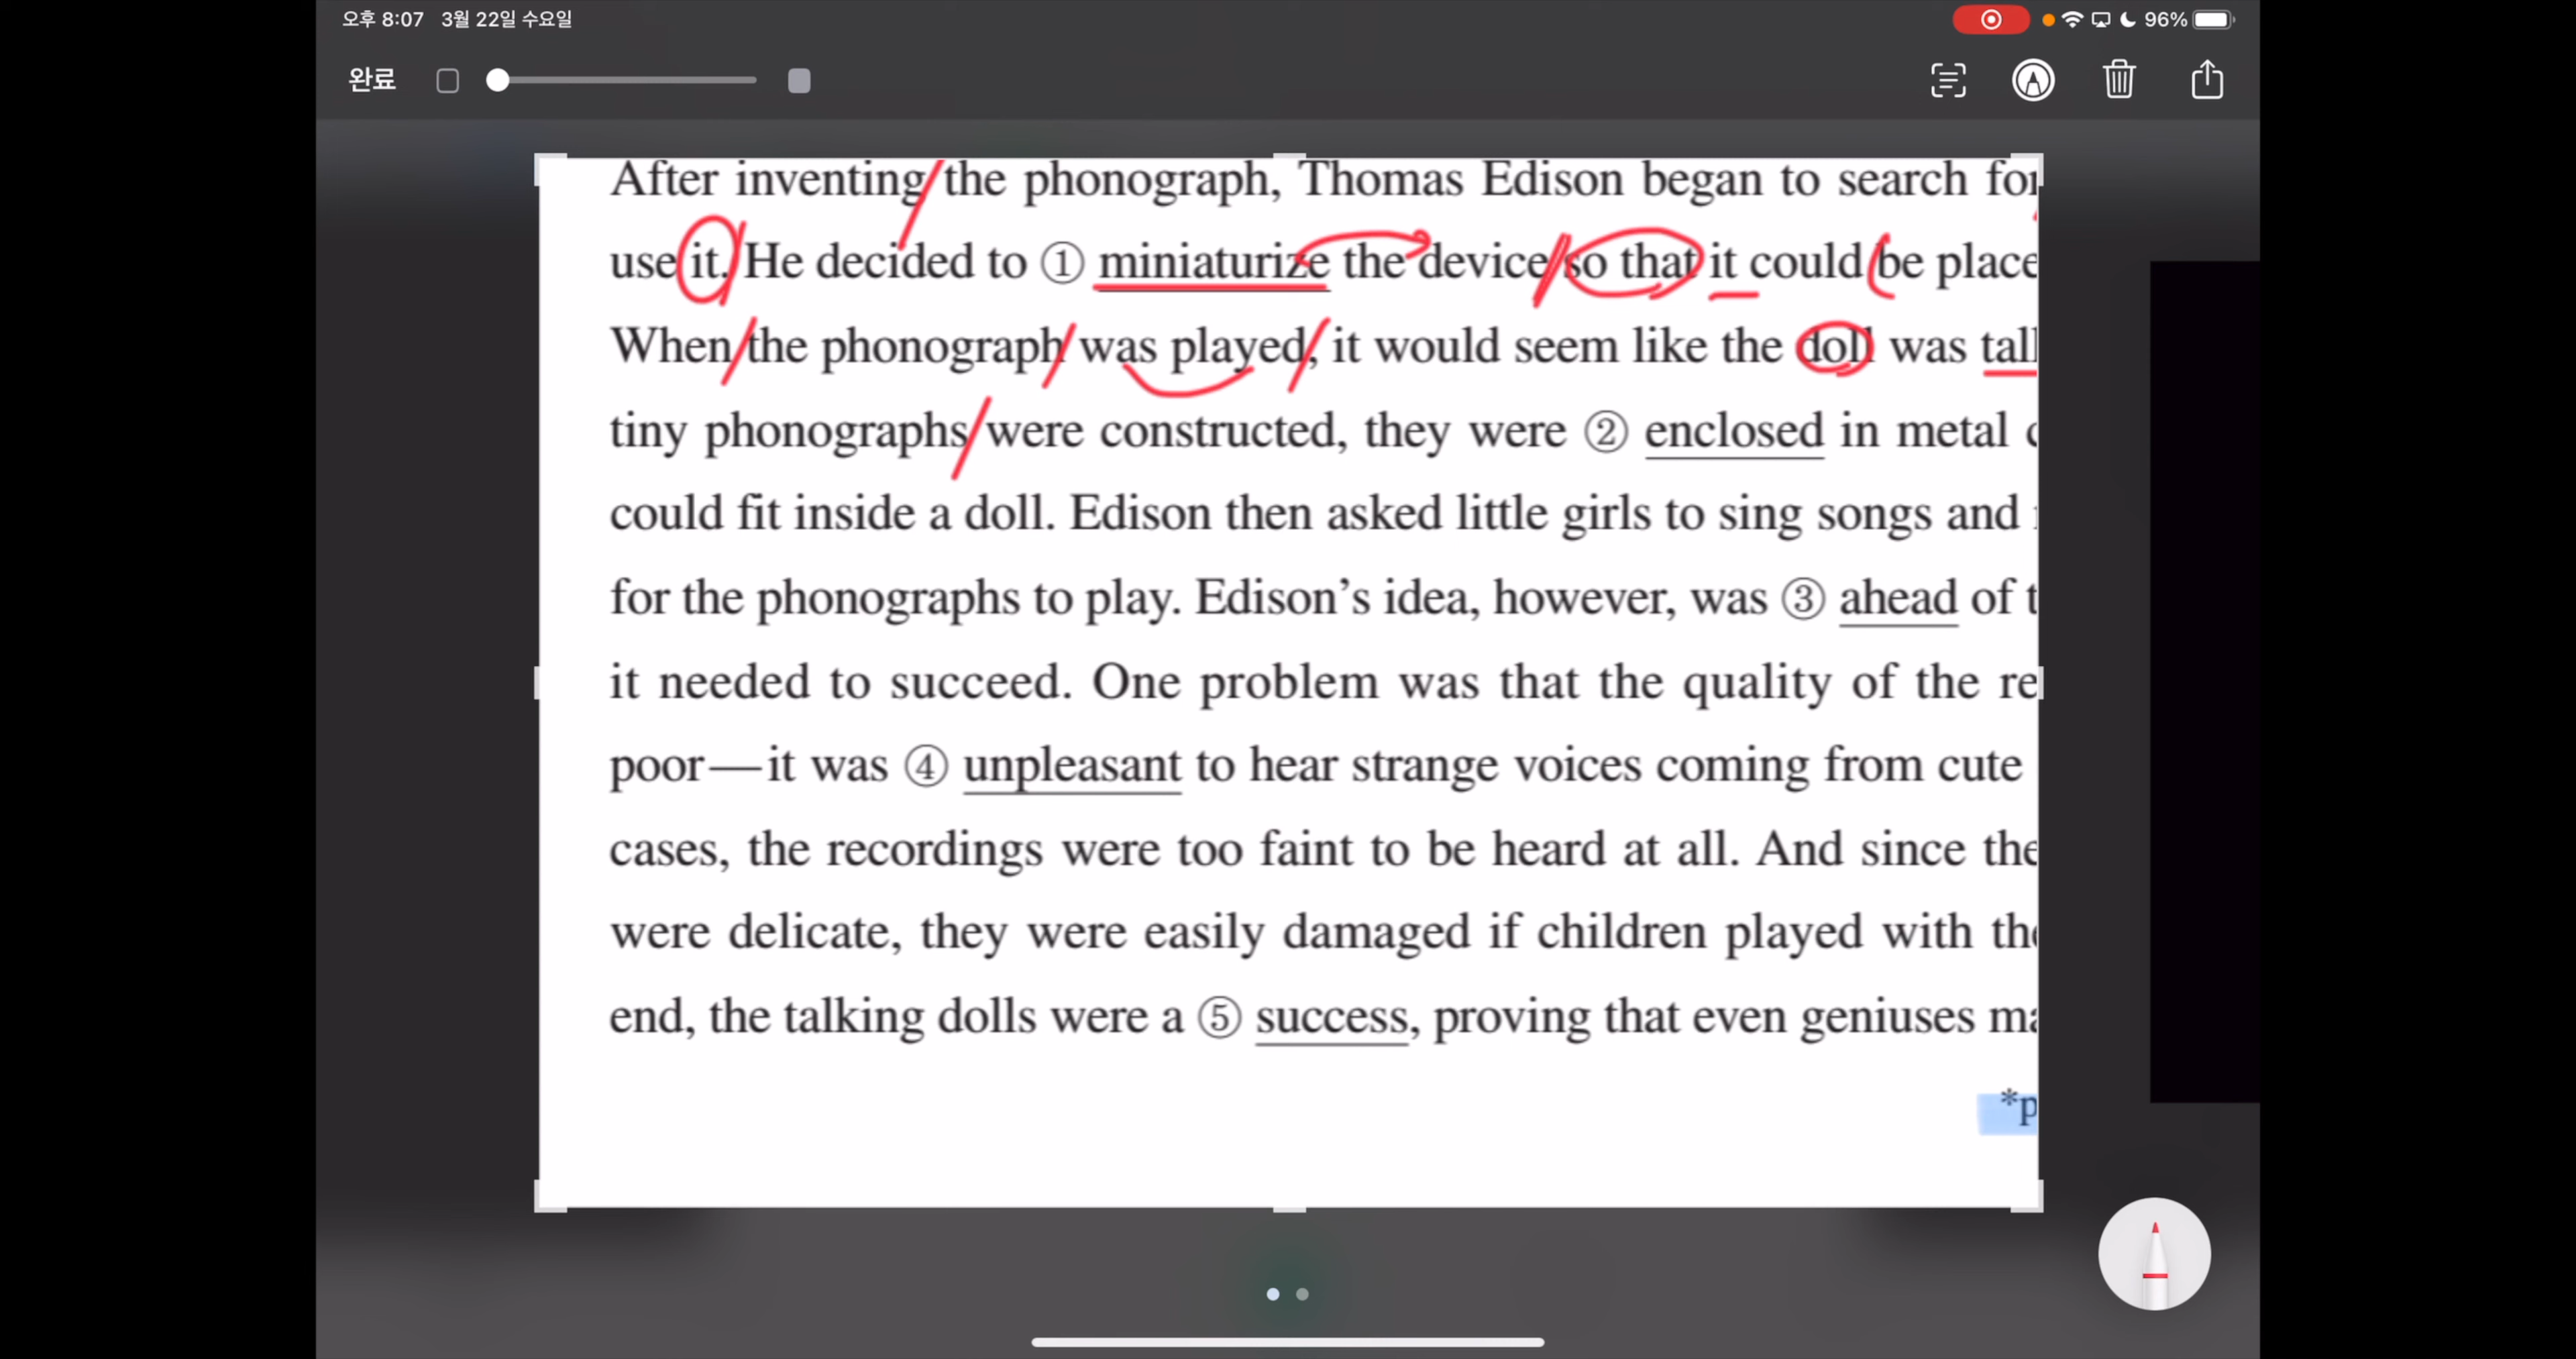 오후 8:07 3월 22일 수요일 96%
완료
After inventing the phonograph, Thomas Edison began to search for
use it. He decided to ① miniaturize the device so that it could be place
When the phonograph was played, it would seem like the doll was tal
tiny phonographs were constructed, they were ② enclosed in metal
could fit inside a doll. Edison then asked little girls to sing songs and
for the phonographs to play. Edison's idea, however, was ③ ahead of t
it needed to succeed. One problem was that the quality of the re
poor—it was ④ unpleasant to hear strange voices coming from cute
cases, the recordings were too faint to be heard at all. And since the
were delicate, they were easily damaged if children played with the
end, the talking dolls were a ⑤ success, proving that even geniuses ma
*p